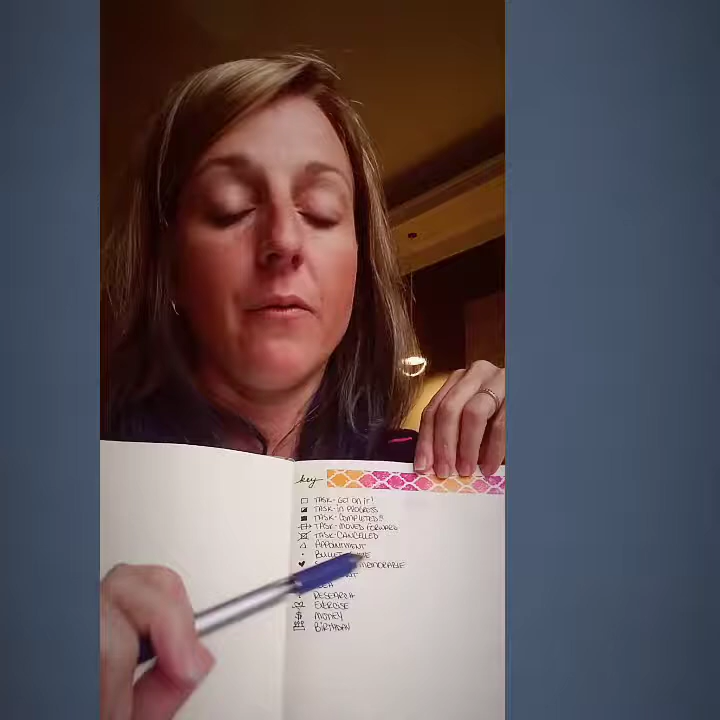 key
TASK- GET ON IT!
TASK- IN PROGRESS
TASK- COMPLETED!!
TASK- MOVED FORWARD
TASK- CANCELLED
APPOINTMENT
MEMORABLE
RESEARCH
EXERCISE
MONEY
BIRTHDAY